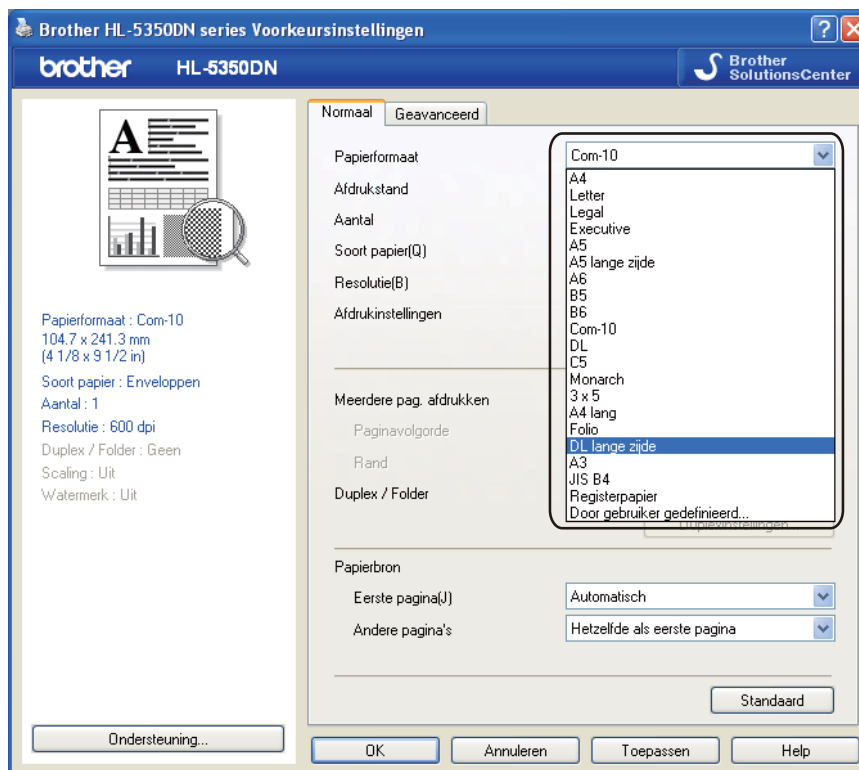 Brother HL-5350DN series Voorkeursinstellingen
brother HL-5350DN
Brother
SolutionsCenter
A
Papierformaat : Com-10
104.7 x 241.3 mm
(4 1/8 x 9 1/2 in)
Soort papier : Enveloppen
Aantal : 1
Resolutie : 600 dpi
Duplex / Folder : Geen
Scaling : Uit
Watermerk : Uit
Ondersteuning...
Normaal
Geavanceerd
Papierformaat
Com-10
Afdrukstand
Aantal
Soort papier(Q)
Resolutie(B)
Afdrukinstellingen
A4
Letter
Legal
Executive
A5
A5 lange zijde
A6
B5
B6
Com-10
DL
C5
Monarch
3 x 5
A4 lang
Folio
DL lange zijde
A3
JIS B4
Registerpapier
Door gebruiker gedefinieerd...
Meerdere pag. afdrukken
Paginavolgorde
Rand
Duplex / Folder
Duplexinstellingen...
Papierbron
Eerste pagina(J)
Automatisch
Andere pagina's
Hetzelfde als eerste pagina
Standaard
OK
Annuleren
Toepassen
Help